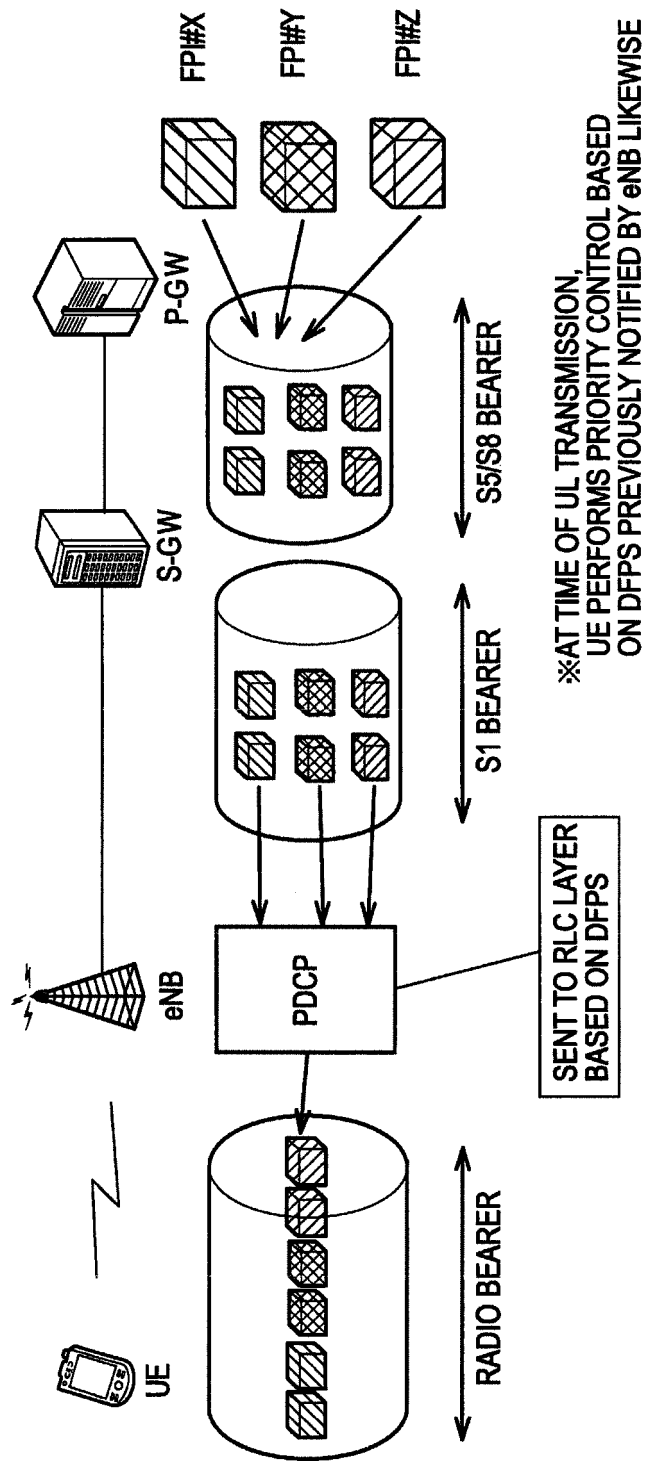 UE
eNB
S-GW
P-GW
FPI#X
FPI#Y
FPI#Z
PDCP
RADIO BEARER
S1 BEARER
S5/S8 BEARER
SENT TO RLC LAYER
BASED ON DFPS
※AT TIME OF UL TRANSMISSION,
UE PERFORMS PRIORITY CONTROL BASED
ON DFPS PREVIOUSLY NOTIFIED BY eNB LIKEWISE